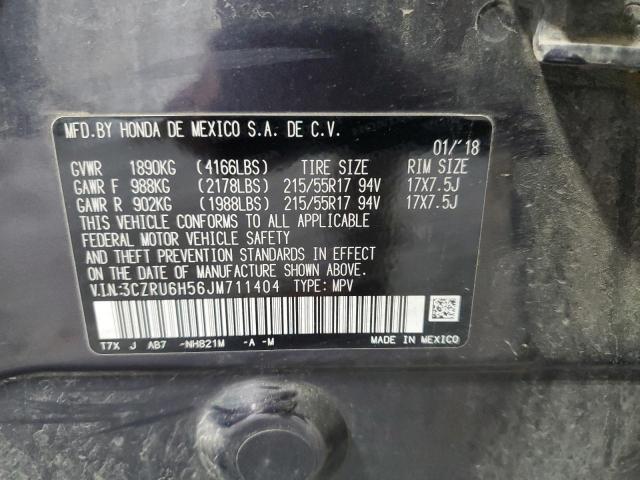 MFD.BY HONDA DE MEXICO S.A. DE C.V.
01/'18
GVWR 1890KG (4166LBS) TIRE SIZE RIM SIZE
GAWR F 988KG (2178LBS) 215/55R17 94V 17X7.5J
GAWR R 902KG (1988LBS) 215/55R17 94V 17X7.5J
THIS VEHICLE CONFORMS TO ALL APPLICABLE
FEDERAL MOTOR VEHICLE SAFETY
AND THEFT PREVENTION STANDARDS IN EFFECT
ON THE DATE OF MANUFACTURE SHOWN ABOVE.
V.I.N.:3CZRU6H56JM711404 TYPE: MPV
T7X J AB7 -NH821M -A -M MADE IN MEXICO